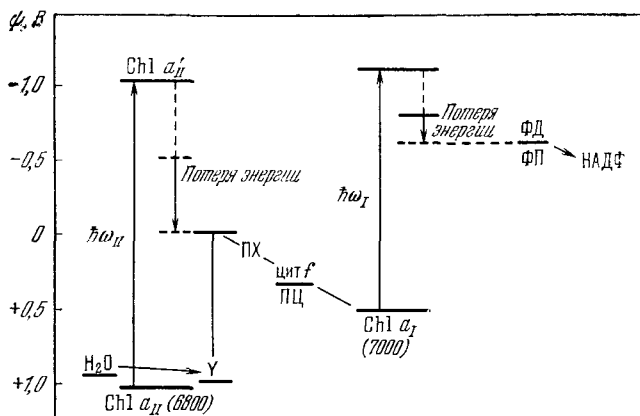 ψ, В
-1,0
-0,5
0
+0,5
+1,0
Chl a'II
Потеря энергии
ħωII
H2O
Y
Chl aII (6800)
ПХ
цит f
ПЦ
ħωI
Chl aI
(7000)
Потеря
энергии
ФД
ФП
НАДФ